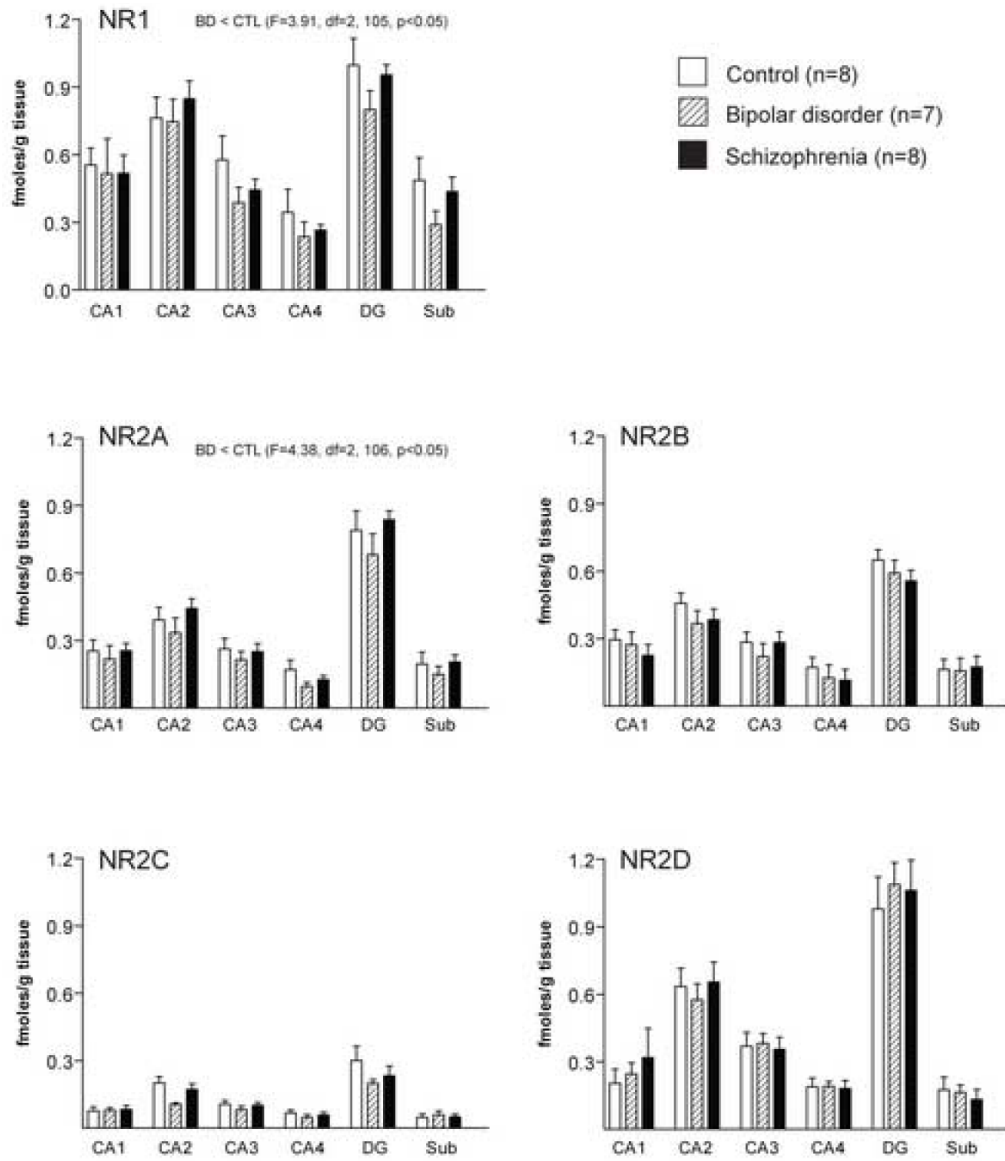 NR1
BD < CTL (F=3.91, df=2, 105, p<0.05)
1.2
0.9
0.6
0.3
0.0
fmoles/g tissue
CA1 CA2 CA3 CA4 DG Sub
Control (n=8)
Bipolar disorder (n=7)
Schizophrenia (n=8)
NR2A
BD < CTL (F=4.38, df=2, 106, p<0.05)
1.2
0.9
0.6
0.3
fmoles/g tissue
CA1 CA2 CA3 CA4 DG Sub
NR2B
1.2
0.9
0.6
0.3
fmoles/g tissue
CA1 CA2 CA3 CA4 DG Sub
NR2C
1.2
0.9
0.6
0.3
fmoles/g tissue
CA1 CA2 CA3 CA4 DG Sub
NR2D
1.2
0.9
0.6
0.3
fmoles/g tissue
CA1 CA2 CA3 CA4 DG Sub